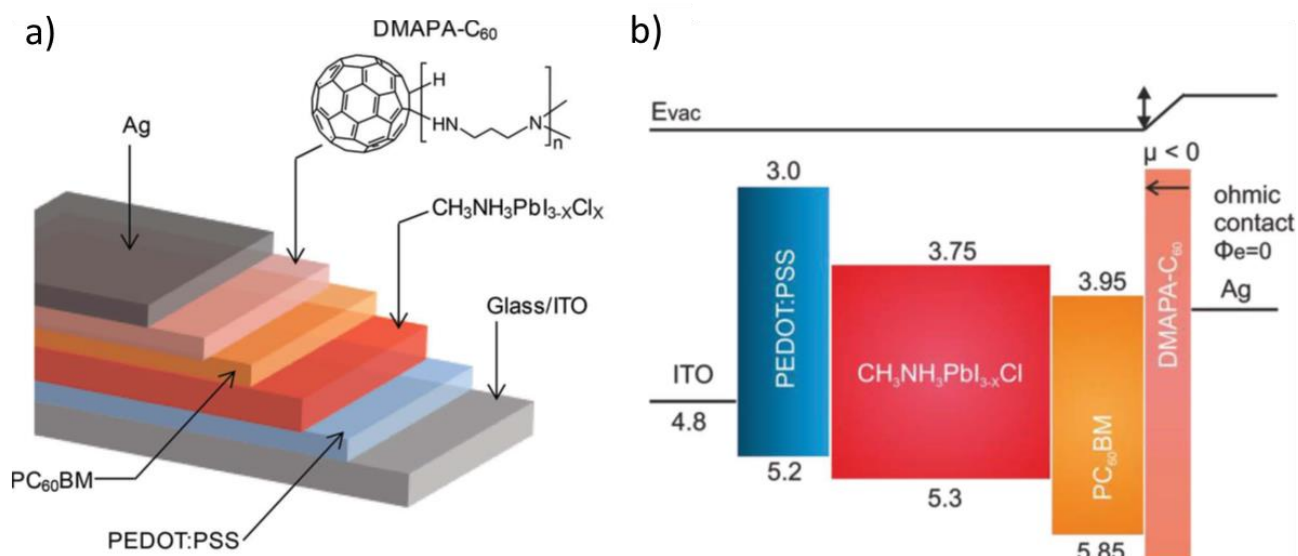 a)
DMAPA-C₆₀
H
HN
N
n
Ag
CH₃NH₃PbI₃₋ₓClₓ
Glass/ITO
PC₆₀BM
PEDOT:PSS
b)
Evac
μ < 0
3.0
ohmic
contact
Φe=0
3.75
3.95
Ag
PEDOT:PSS
CH₃NH₃PbI₃₋ₓCl
PC₆₀BM
DMAPA-C₆₀
ITO
4.8
5.2
5.3
5.85